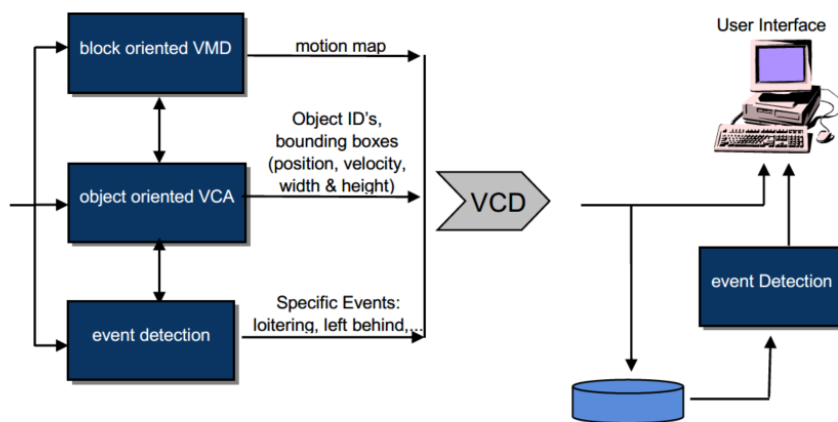 User Interface
block oriented VMD
motion map
Object ID's,
bounding boxes
(position, velocity,
width & height)
object oriented VCA
VCD
event Detection
Specific Events:
loitering, left behind,...
event detection